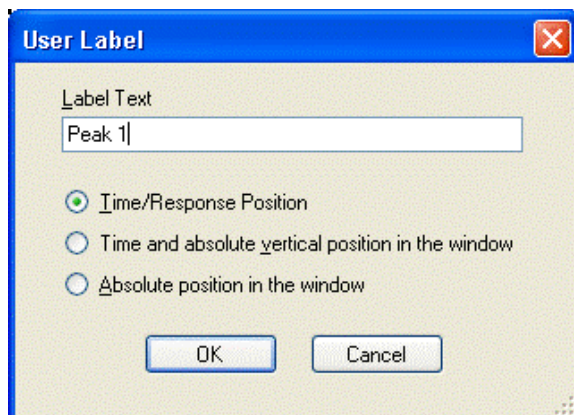 User Label
Label Text
Peak 1
Time/Response Position
Time and absolute vertical position in the window
Absolute position in the window
OK Cancel